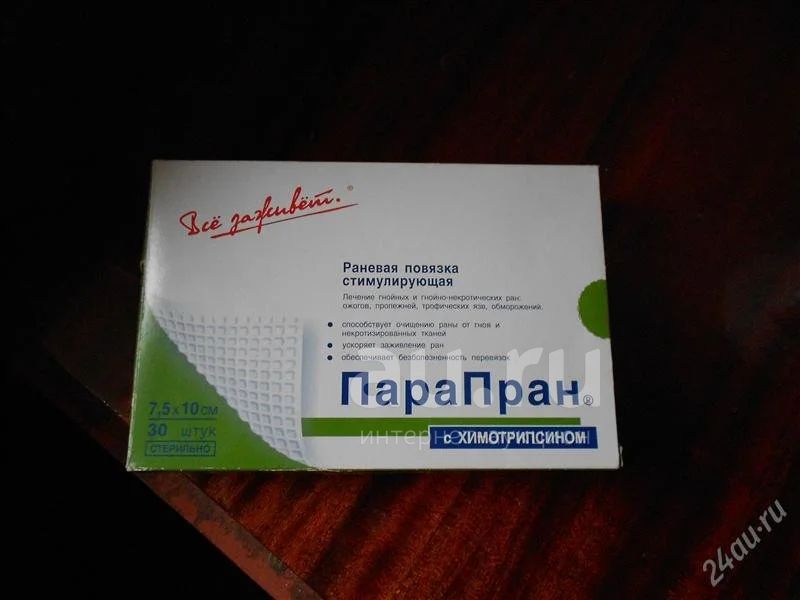 Всё заживёт.®
Раневая повязка
стимулирующая
Лечение гнойных и гнойно-некротических ран:
ожогов, пролежней, трофических язв, обморожений.
• способствует очищению раны от гноя и
некротизированных тканей
• ускоряет заживление ран
• обеспечивает безболезненность перевязок
ПараПран®
с ХИМОТРИПСИНОМ
7,5 x 10 см
30 штук
СТЕРИЛЬНО
au.ru
24au.ru